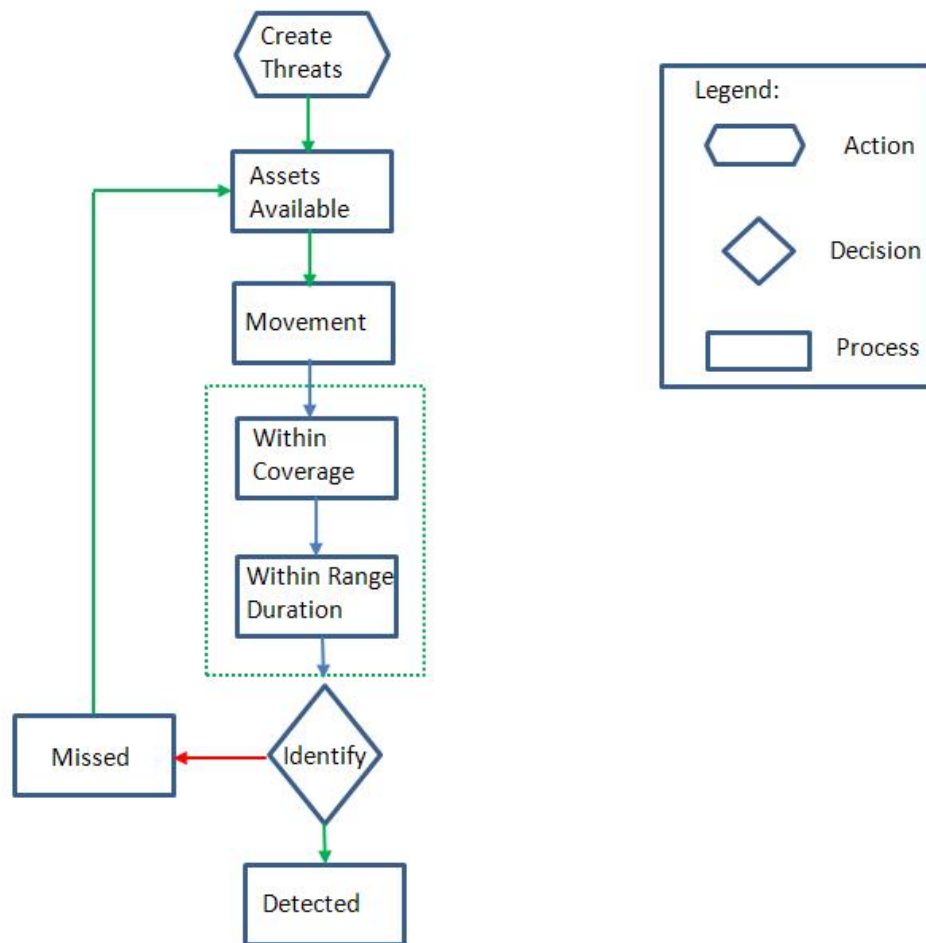 Create
Threats
Assets
Available
Movement
Within
Coverage
Within Range
Duration
Identify
Missed
Detected
Legend:
Action
Decision
Process